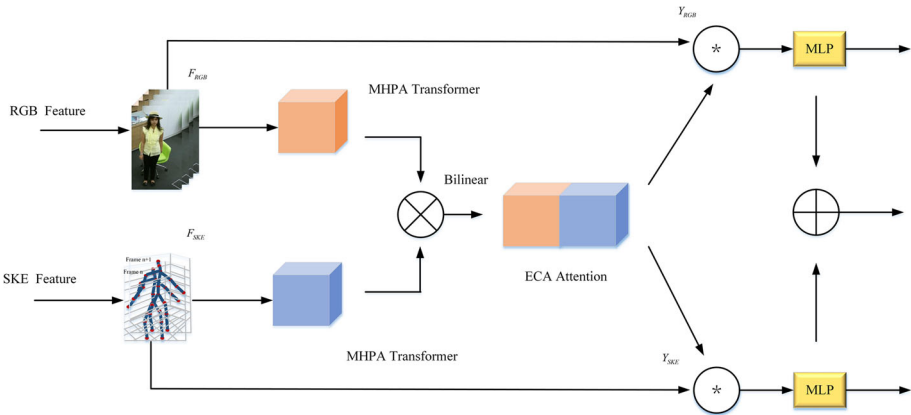 Y_RGB
*
MLP
F_RGB
MHPA Transformer
RGB Feature
Bilinear
F_SKE
Frame n+1
Frame n
SKE Feature
ECA Attention
MHPA Transformer
Y_SKE
*
MLP